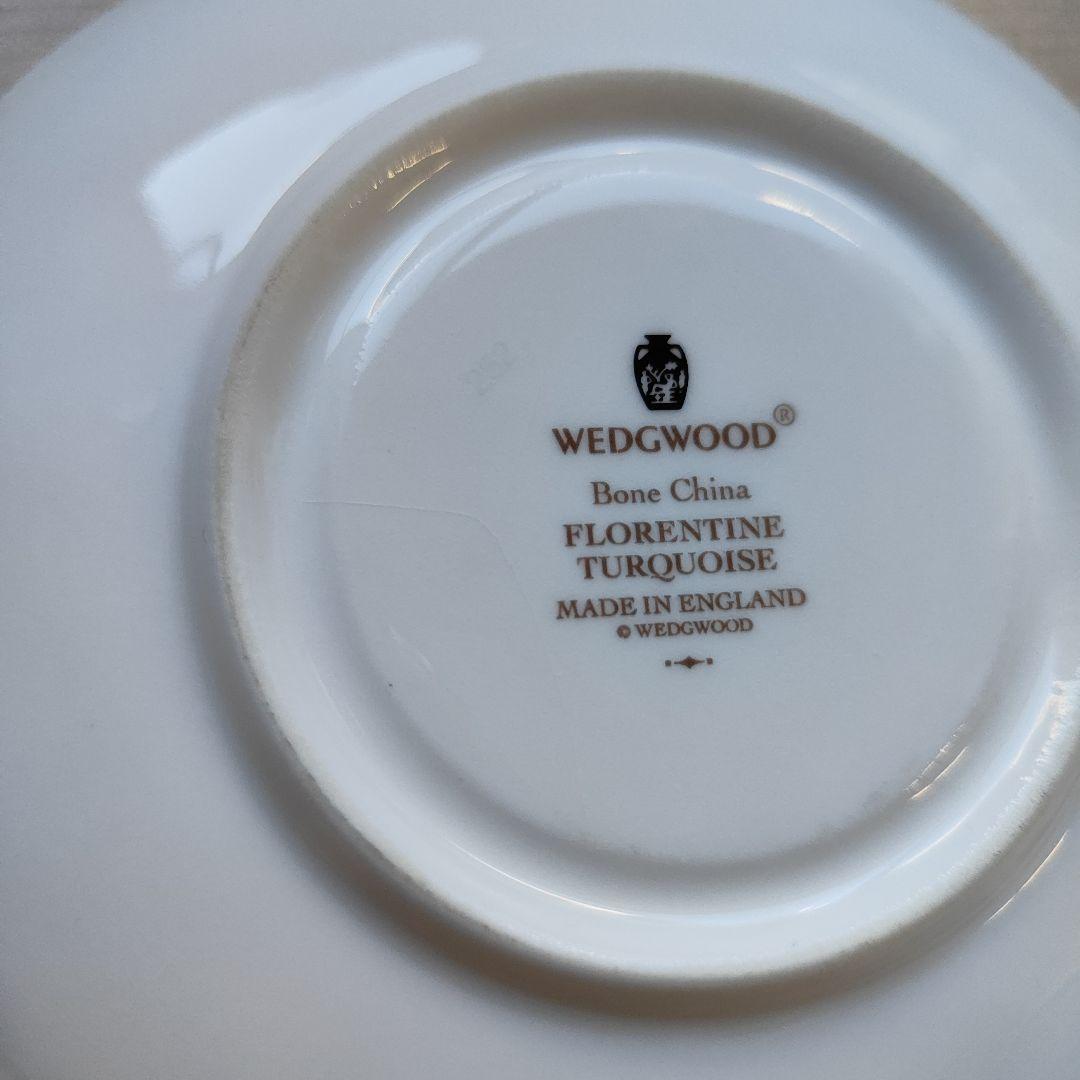 WEDGWOOD®
Bone China
FLORENTINE
TURQUOISE
MADE IN ENGLAND
© WEDGWOOD